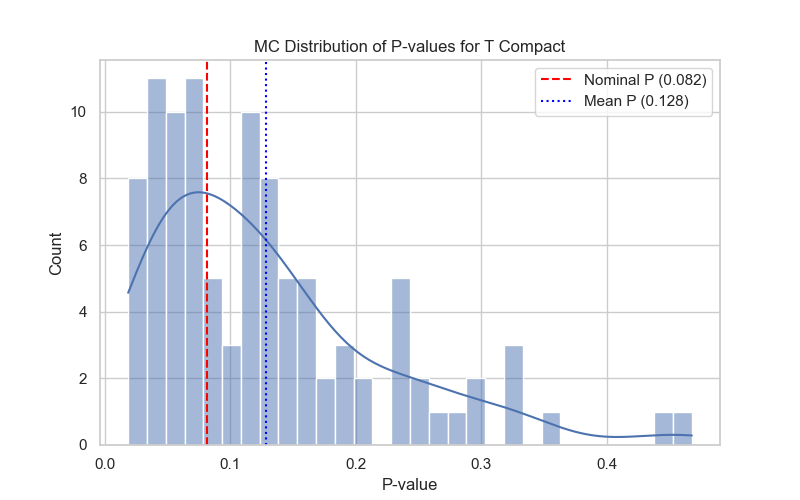 MC Distribution of P-values for T Compact
Nominal P (0.082)
Mean P (0.128)
Count
10
8
6
4
2
0
0.0 0.1 0.2 0.3 0.4
P-value